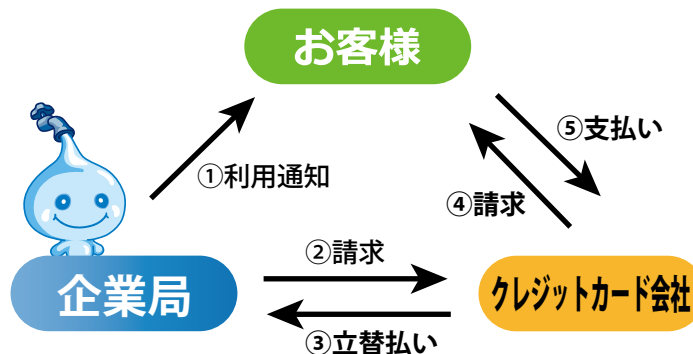 お客様
①利用通知
⑤支払い
④請求
②請求
企業局
クレジットカード会社
③立替払い